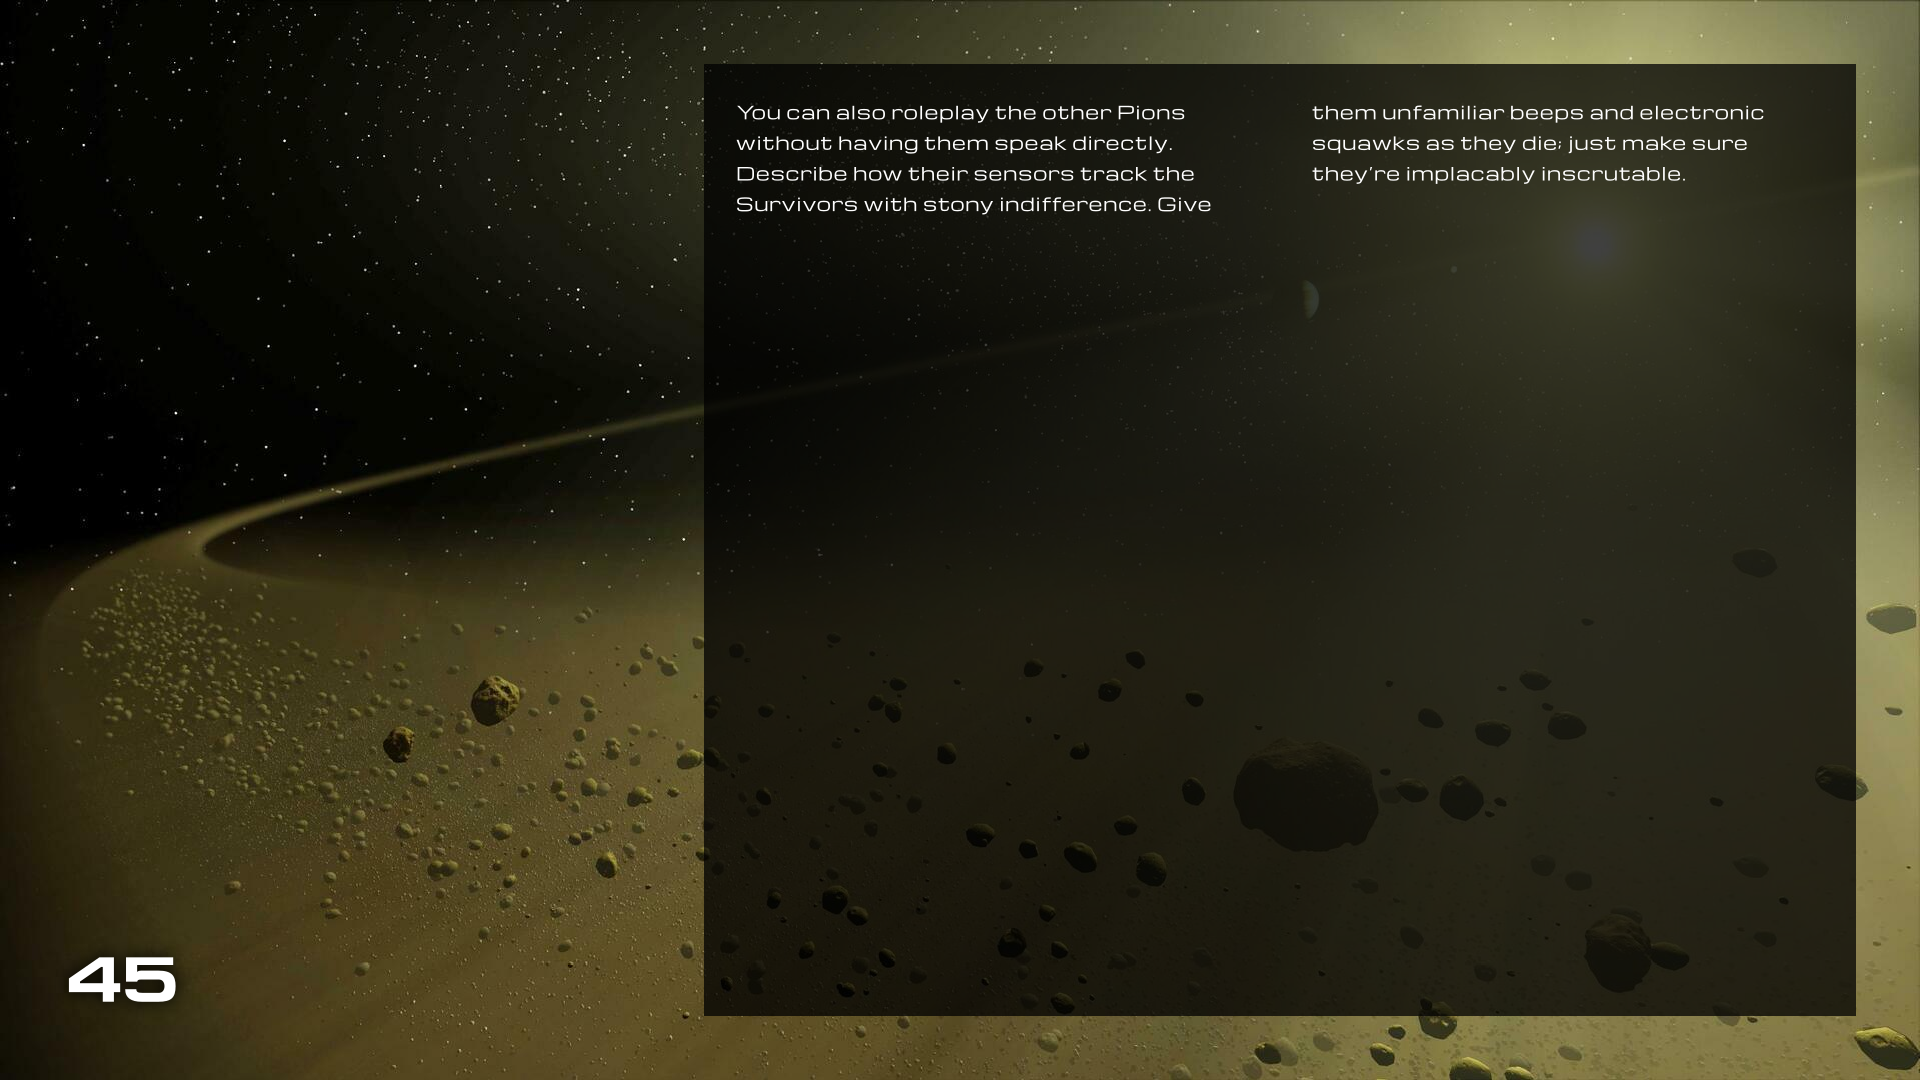 You can also roleplay the other Pions
without having them speak directly.
Describe how their sensors track the
Survivors with stony indifference. Give
them unfamiliar beeps and electronic
squawks as they die; just make sure
they're implacably inscrutable.
45